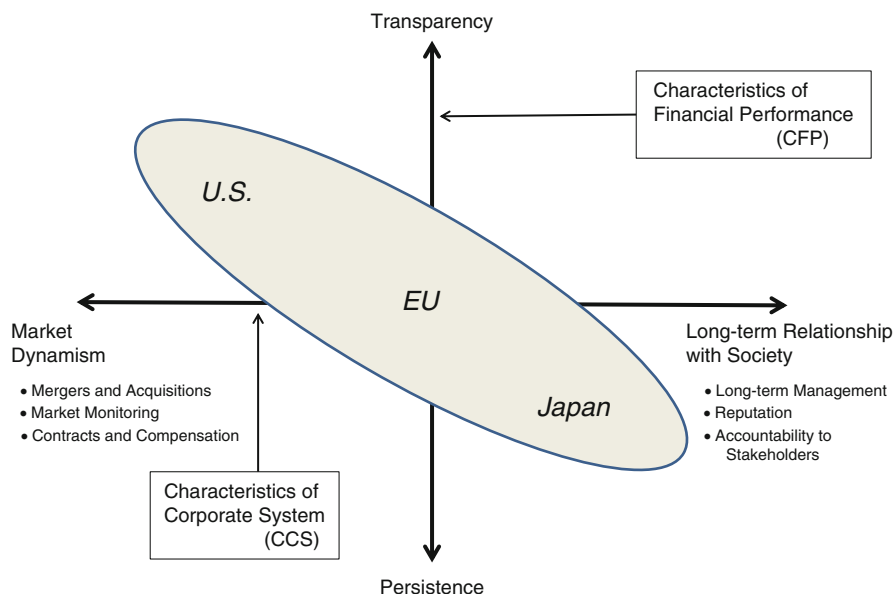 Transparency
Characteristics of
Financial Performance
(CFP)
U.S.
EU
Market
Dynamism
• Mergers and Acquisitions
• Market Monitoring
• Contracts and Compensation
Long-term Relationship
with Society
• Long-term Management
• Reputation
• Accountability to
Stakeholders
Japan
Characteristics of
Corporate System
(CCS)
Persistence